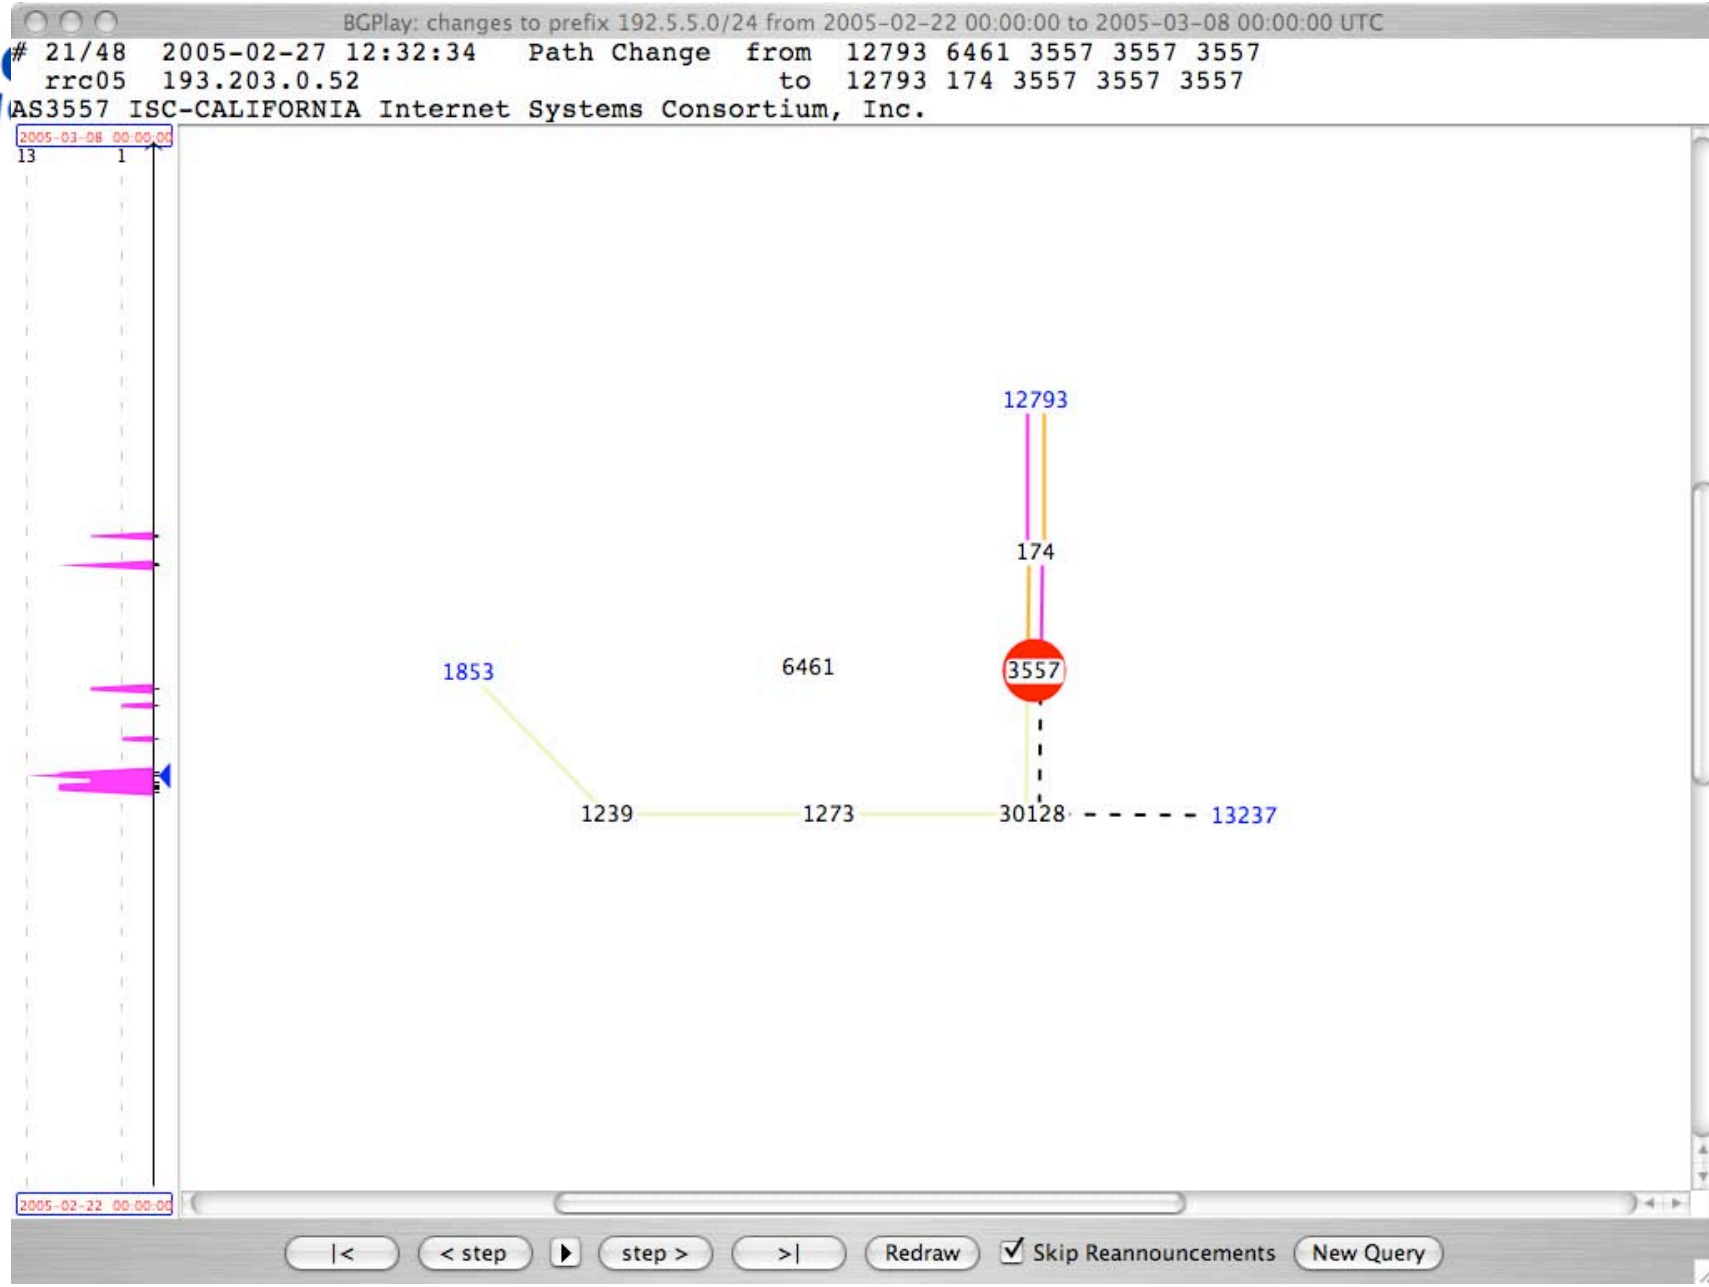 BGPlay: changes to prefix 192.5.5.0/24 from 2005-02-22 00:00:00 to 2005-03-08 00:00:00 UTC
# 21/48 2005-02-27 12:32:34 Path Change from 12793 6461 3557 3557 3557
rrc05 193.203.0.52 to 12793 174 3557 3557 3557
AS3557 ISC-CALIFORNIA Internet Systems Consortium, Inc.
2005-03-08 00:00:00
13 1
12793
174
1853 6461 3557
1239 1273 30128 13237
2005-02-22 00:00:00
|< < step step > >| Redraw Skip Reannouncements New Query